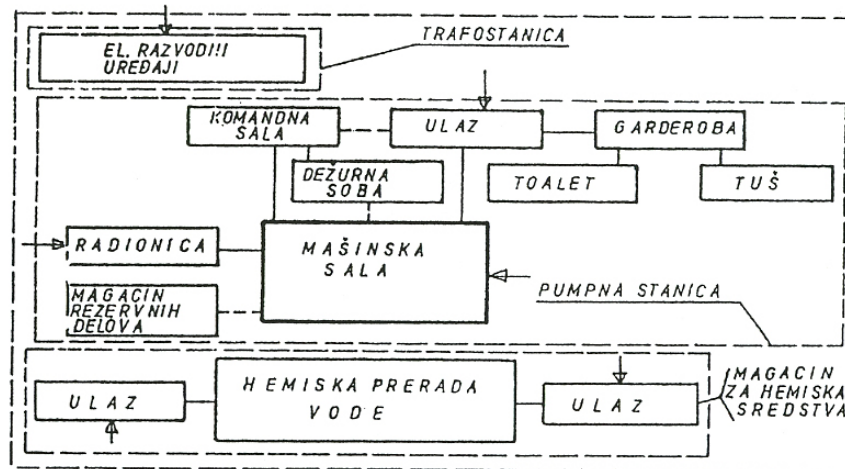 EL. RAZVODNI
UREĐAJI
TRAFOSTANICA
KOMANDNA
SALA
ULAZ
GARDEROBA
DEŽURNA
SOBA
TOALET
TUŠ
RADIONICA
MAŠINSKA
SALA
MAGACIN
REZERVNIH
DELOVA
PUMPNA STANICA
HEMISKA PRERADA
VODE
ULAZ
ULAZ
MAGACIN
ZA HEMISKA
SREDSTVA